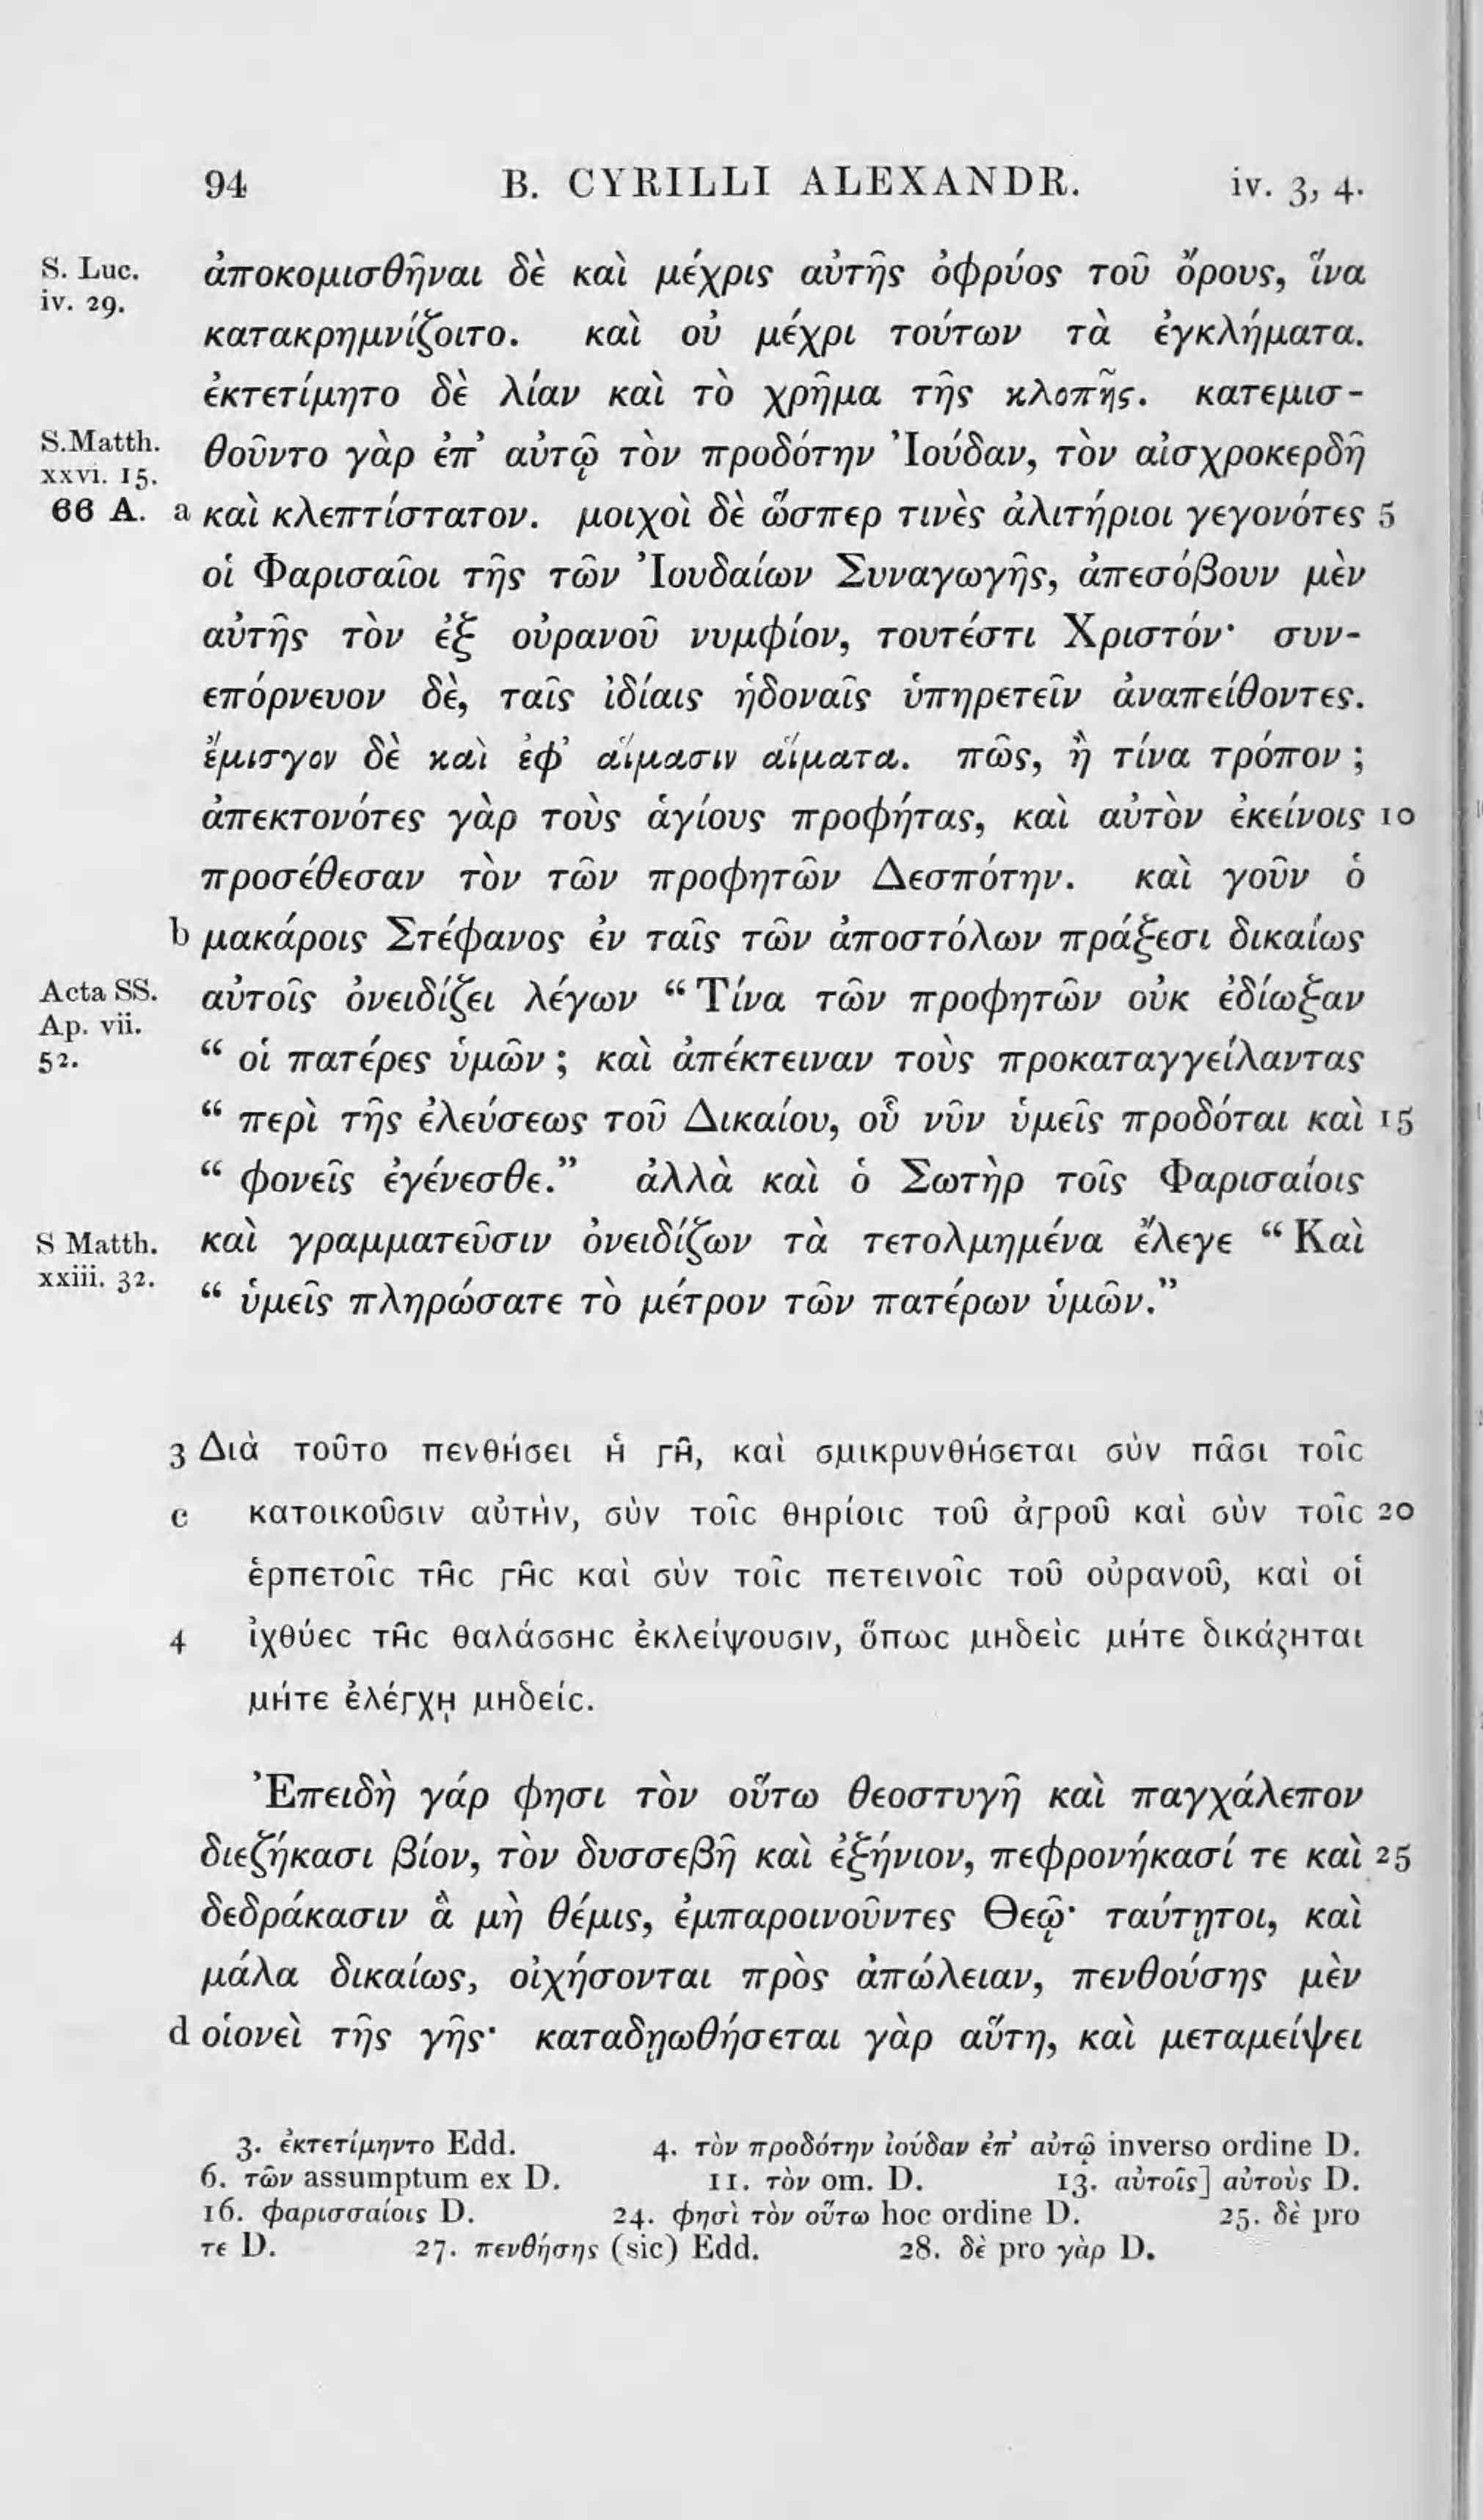 94 B. CYRILLI ALEXANDR. iv. 3, 4.
S. Luc. iv. 29. ἀποκομισθῆναι δὲ καὶ μέχρις αὐτῆς ὀφρύος τοῦ ὄρους, ἵνα
κατακρημνίζοιτο. καὶ οὐ μέχρι τούτων τὰ ἐγκλήματα.
ἐκτετίμητο δὲ λίαν καὶ τὸ χρῆμα τῆς κλοπῆς. κατεμισ-
S. Matth. xxvi. 15. θοῦντο γὰρ ἐπ’ αὐτῷ τὸν προδότην Ἰούδαν, τὸν αἰσχροκερδῆ
66 A. a καὶ κλεπτίστατον. μοιχοὶ δὲ ὥσπερ τινὲς ἀλιτήριοι γεγονότες 5
οἱ Φαρισαῖοι τῆς τῶν Ἰουδαίων Συναγωγῆς, ἀπεσόβουν μὲν
αὐτῆς τὸν ἐξ οὐρανοῦ νυμφίον, τουτέστι Χριστόν· συν-
επόρνευον δὲ, ταῖς ἰδίαις ἡδοναῖς ὑπηρετεῖν ἀναπείθοντες.
ἔμισγον δὲ καὶ ἐφ’ αἵμασιν αἵματα. πῶς, ἢ τίνα τρόπον ;
ἀπεκτονότες γὰρ τοὺς ἁγίους προφήτας, καὶ αὐτὸν ἐκείνοις 10
προσέθεσαν τὸν τῶν προφητῶν Δεσπότην. καὶ γοῦν ὁ
b μακάροις Στέφανος ἐν ταῖς τῶν ἀποστόλων πράξεσι δικαίως
Acta SS. Ap. vii. 52. αὐτοῖς ὀνειδίζει λέγων “ Τίνα τῶν προφητῶν οὐκ ἐδίωξαν
“ οἱ πατέρες ὑμῶν ; καὶ ἀπέκτειναν τοὺς προκαταγγείλαντας
“ περὶ τῆς ἐλεύσεως τοῦ Δικαίου, οὗ νῦν ὑμεῖς προδόται καὶ 15
“ φονεῖς ἐγένεσθε.” ἀλλὰ καὶ ὁ Σωτὴρ τοῖς Φαρισαίοις
S Matth. xxiii. 32. καὶ γραμματεῦσιν ὀνειδίζων τὰ τετολμημένα ἔλεγε “ Καὶ
“ ὑμεῖς πληρώσατε τὸ μέτρον τῶν πατέρων ὑμῶν.”
3 Διὰ τοῦτο πενθήσει ἡ γῆ, καὶ σμικρυνθήσεται σὺν πᾶσι τοῖς
c κατοικοῦσιν αὐτὴν, σὺν τοῖς θηρίοις τοῦ ἀγροῦ καὶ σὺν τοῖς 20
ἑρπετοῖς τῆς γῆς καὶ σὺν τοῖς πετεινοῖς τοῦ οὐρανοῦ, καὶ οἱ
4 ἰχθύες τῆς θαλάσσης ἐκλείψουσιν, ὅπως μηδεὶς μήτε δικάζηται
μήτε ἐλέγχῃ μηδείς.
Ἐπειδὴ γάρ φησι τὸν οὕτω θεοστυγῆ καὶ παγχάλεπον
διεζήκασι βίον, τὸν δυσσεβῆ καὶ ἐξήνιον, πεφρονήκασί τε καὶ 25
δεδράκασιν ἃ μὴ θέμις, ἐμπαροινοῦντες Θεῷ· ταύτῃτοι, καὶ
μάλα δικαίως, οἰχήσονται πρὸς ἀπώλειαν, πενθούσης μὲν
d οἱονεὶ τῆς γῆς· καταδῃωθήσεται γὰρ αὕτη, καὶ μεταμείψει
3. ἐκτετίμηντο Edd. 4. τὸν προδότην ἰούδαν ἐπ’ αὐτῷ inverso ordine D.
6. τῶν assumptum ex D. 11. τὸν om. D. 13. αὐτοῖς] αὐτοὺς D.
16. φαρισσαίοις D. 24. φησὶ τὸν οὕτω hoc ordine D. 25. δὲ pro
τε D. 27. πενθήσης (sic) Edd. 28. δὲ pro γὰρ D.